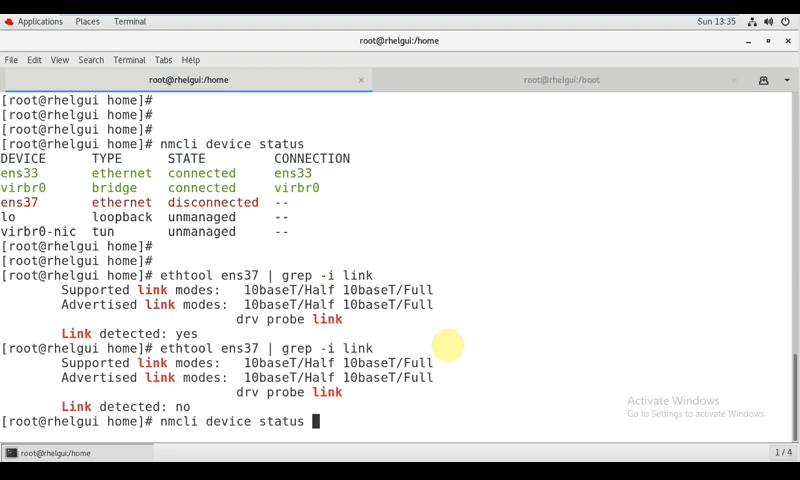 Applications Places Terminal Sun 13:35
root@rhelgui:/home
File Edit View Search Terminal Tabs Help
root@rhelgui:/home × root@rhelgui:/boot ×
[root@rhelgui home]#
[root@rhelgui home]#
[root@rhelgui home]#
[root@rhelgui home]# nmcli device status
DEVICE TYPE STATE CONNECTION
ens33 ethernet connected ens33
virbr0 bridge connected virbr0
ens37 ethernet disconnected --
lo loopback unmanaged --
virbr0-nic tun unmanaged --
[root@rhelgui home]#
[root@rhelgui home]#
[root@rhelgui home]# ethtool ens37 | grep -i link
Supported link modes: 10baseT/Half 10baseT/Full
Advertised link modes: 10baseT/Half 10baseT/Full
drv probe link
Link detected: yes
[root@rhelgui home]# ethtool ens37 | grep -i link
Supported link modes: 10baseT/Half 10baseT/Full
Advertised link modes: 10baseT/Half 10baseT/Full
drv probe link
Link detected: no
[root@rhelgui home]# nmcli device status
Activate Windows
Go to Settings to activate Windows.
root@rhelgui:/home 1 / 4